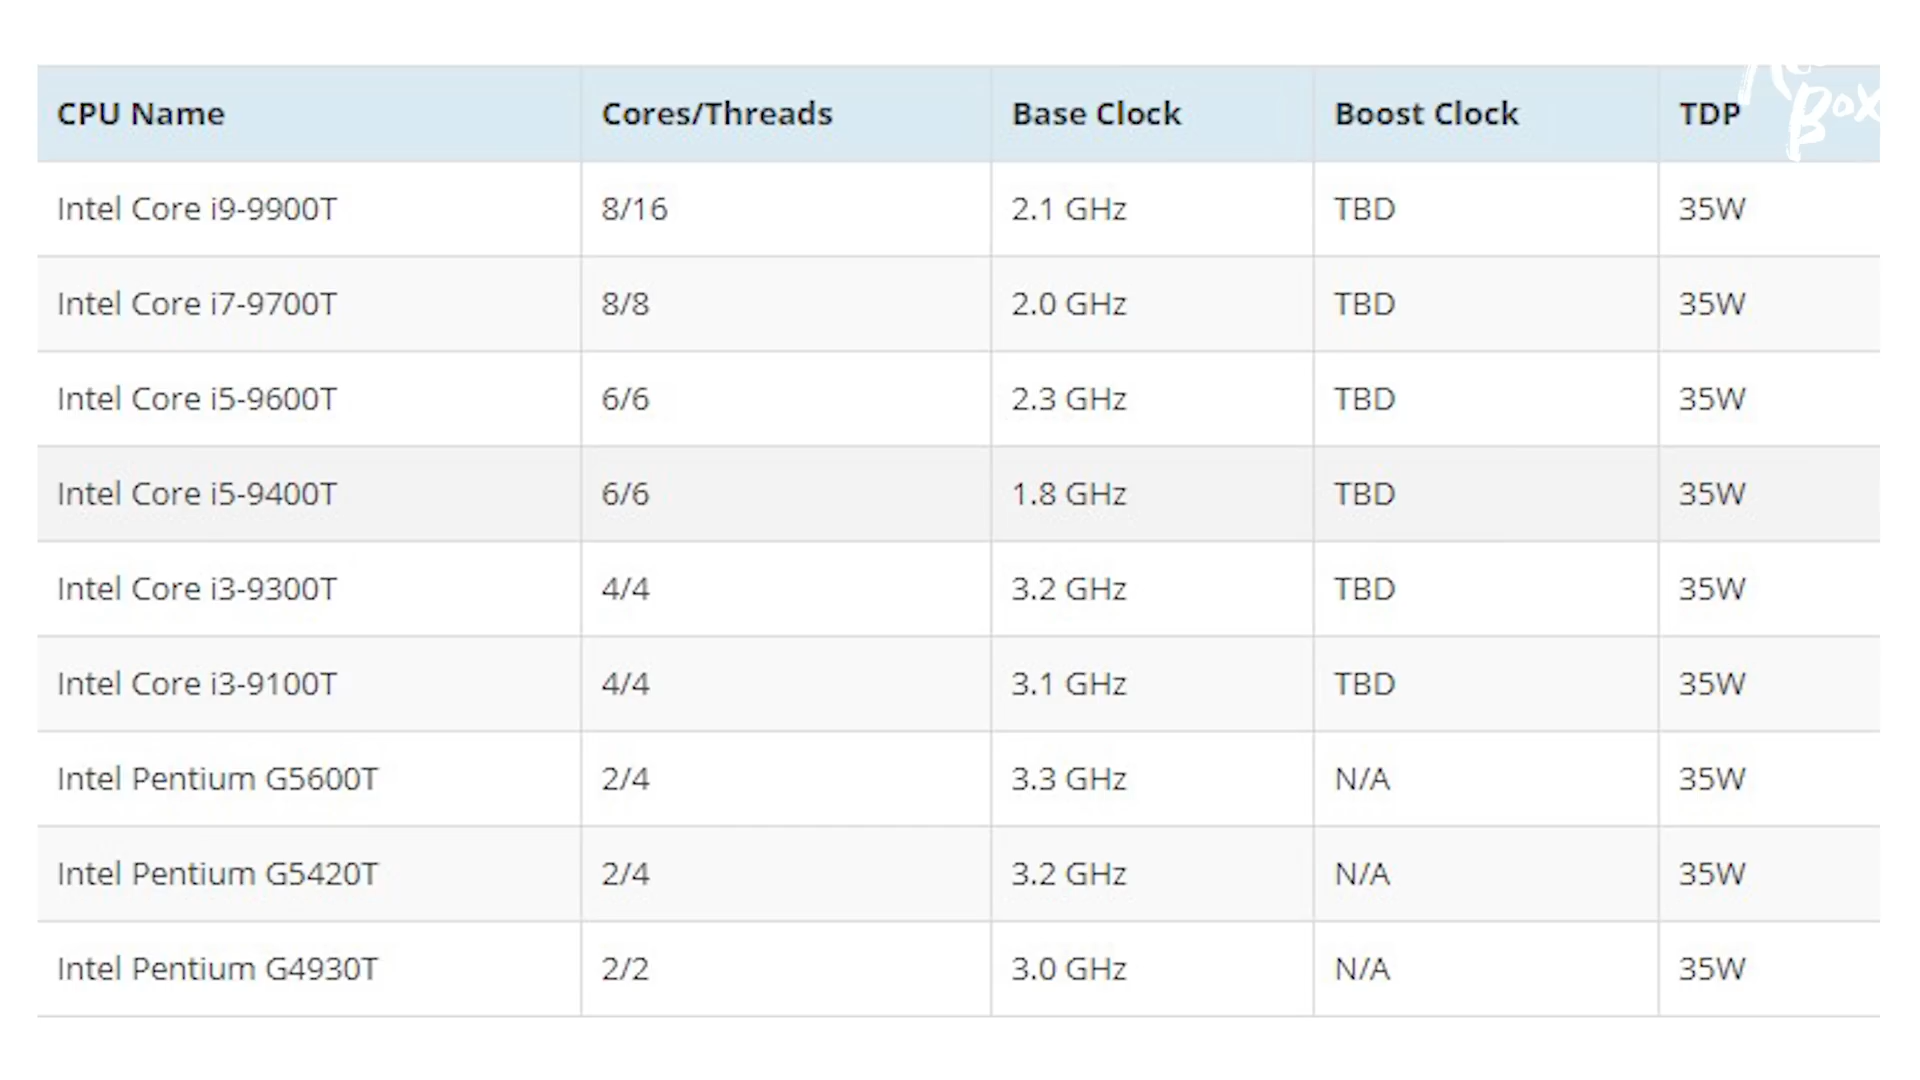 CPU Name Cores/Threads Base Clock Boost Clock TDP
Intel Core i9-9900T 8/16 2.1 GHz TBD 35W
Intel Core i7-9700T 8/8 2.0 GHz TBD 35W
Intel Core i5-9600T 6/6 2.3 GHz TBD 35W
Intel Core i5-9400T 6/6 1.8 GHz TBD 35W
Intel Core i3-9300T 4/4 3.2 GHz TBD 35W
Intel Core i3-9100T 4/4 3.1 GHz TBD 35W
Intel Pentium G5600T 2/4 3.3 GHz N/A 35W
Intel Pentium G5420T 2/4 3.2 GHz N/A 35W
Intel Pentium G4930T 2/2 3.0 GHz N/A 35W
Box